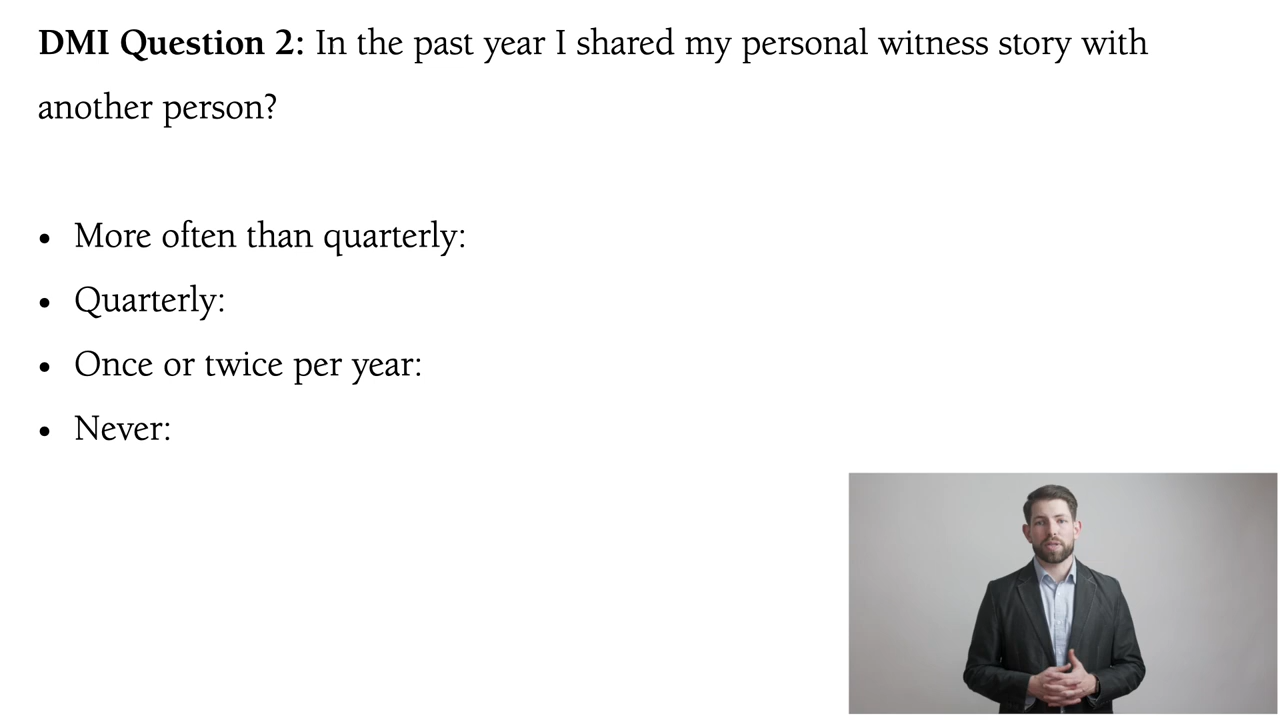 DMI Question 2: In the past year I shared my personal witness story with
another person?
• More often than quarterly:
• Quarterly:
• Once or twice per year:
• Never: